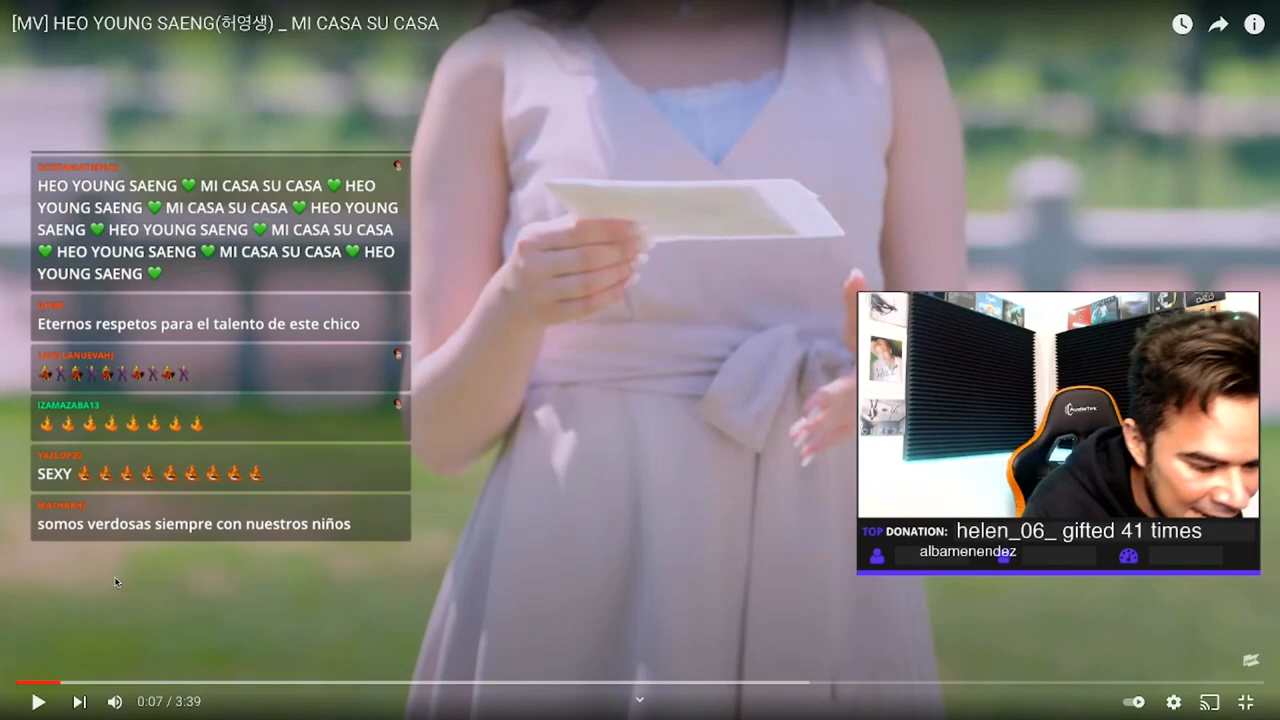 [MV] HEO YOUNG SAENG(허영생) _ MI CASA SU CASA
HEO YOUNG SAENG 💚 MI CASA SU CASA 💚 HEO
YOUNG SAENG 💚 MI CASA SU CASA 💚 HEO YOUNG
SAENG 💚 HEO YOUNG SAENG 💚 MI CASA SU CASA
💚 HEO YOUNG SAENG 💚 MI CASA SU CASA 💚 HEO
YOUNG SAENG 💚
Eternos respetos para el talento de este chico
IZAMAZABA13
YAZLOP20
SEXY 🔥 🔥 🔥 🔥 🔥 🔥 🔥 🔥 🔥
somos verdosas siempre con nuestros niños
TOP DONATION: helen_06_ gifted 41 times
albamenendez
0:07 / 3:39